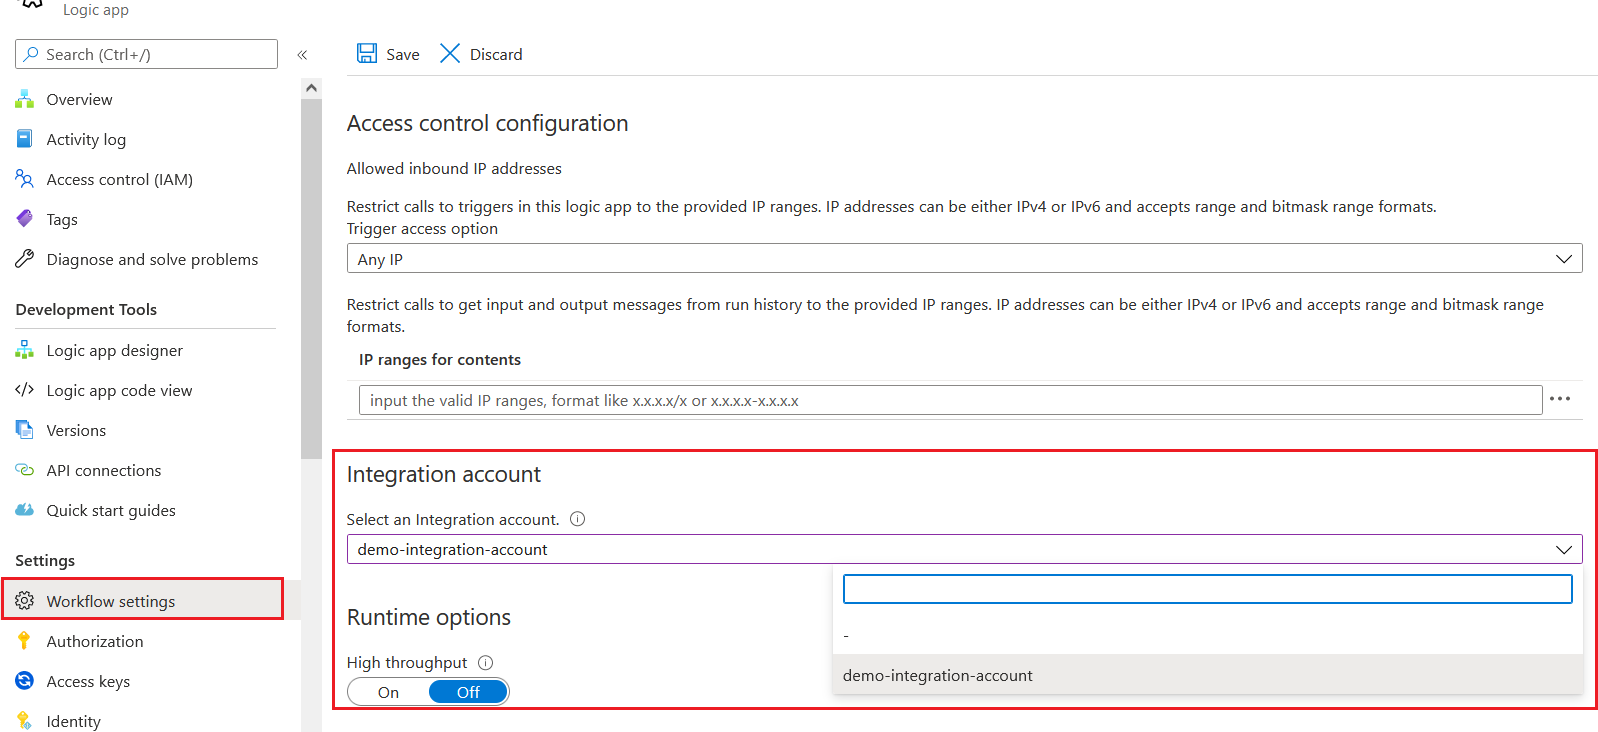 Logic app
Search (Ctrl+/)
«
Overview
Activity log
Access control (IAM)
Tags
Diagnose and solve problems
Development Tools
Logic app designer
Logic app code view
Versions
API connections
Quick start guides
Settings
Workflow settings
Authorization
Access keys
Identity
Save
Discard
Access control configuration
Allowed inbound IP addresses
Restrict calls to triggers in this logic app to the provided IP ranges. IP addresses can be either IPv4 or IPv6 and accepts range and bitmask range formats.
Trigger access option
Any IP
Restrict calls to get input and output messages from run history to the provided IP ranges. IP addresses can be either IPv4 or IPv6 and accepts range and bitmask range
formats.
IP ranges for contents
input the valid IP ranges, format like x.x.x.x/x or x.x.x.x-x.x.x.x
Integration account
Select an Integration account.
demo-integration-account
-
demo-integration-account
Runtime options
High throughput
On Off